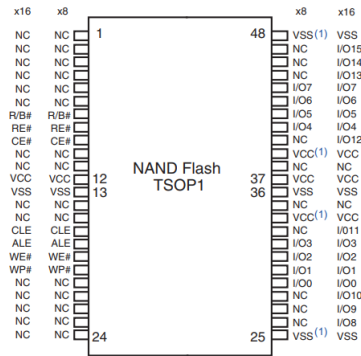 x16 x8 x8 x16
NC NC 1 48 VSS(1) VSS
NC NC NC I/O15
NC NC NC I/O14
NC NC NC I/O13
NC NC I/O7 I/O7
NC NC I/O6 I/O6
R/B# R/B# I/O5 I/O5
RE# RE# I/O4 I/O4
CE# CE# NC I/O12
NC NC VCC(1) VCC
NC NC NAND Flash NC NC
VCC VCC 12 TSOP1 37 VCC VCC
VSS VSS 13 36 VSS VSS
NC NC NC NC
NC NC VCC(1) VCC
CLE CLE NC I/011
ALE ALE I/O3 I/O3
WE# WE# I/O2 I/O2
WP# WP# I/O1 I/O1
NC NC I/O0 I/O0
NC NC NC I/O10
NC NC NC I/O9
NC NC NC I/O8
NC NC 24 25 VSS(1) VSS